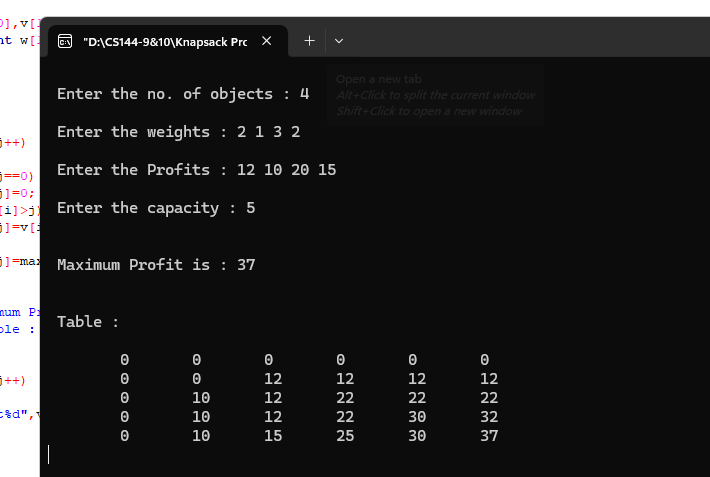 "D:\CS144-9&10\Knapsack Prc
Open a new tab
Alt+Click to split the current window
Shift+Click to open a new window
Enter the no. of objects : 4
Enter the weights : 2 1 3 2
Enter the Profits : 12 10 20 15
Enter the capacity : 5
Maximum Profit is : 37
Table :
0 0 0 0 0 0
0 0 12 12 12 12
0 10 12 22 22 22
0 10 12 22 30 32
0 10 15 25 30 37
],v[
nt w[
j++)
j==0)
j]=0;
[i]>j)
j]=v[i
j]=max
mum Pr
ble :
j++)
t%d",v